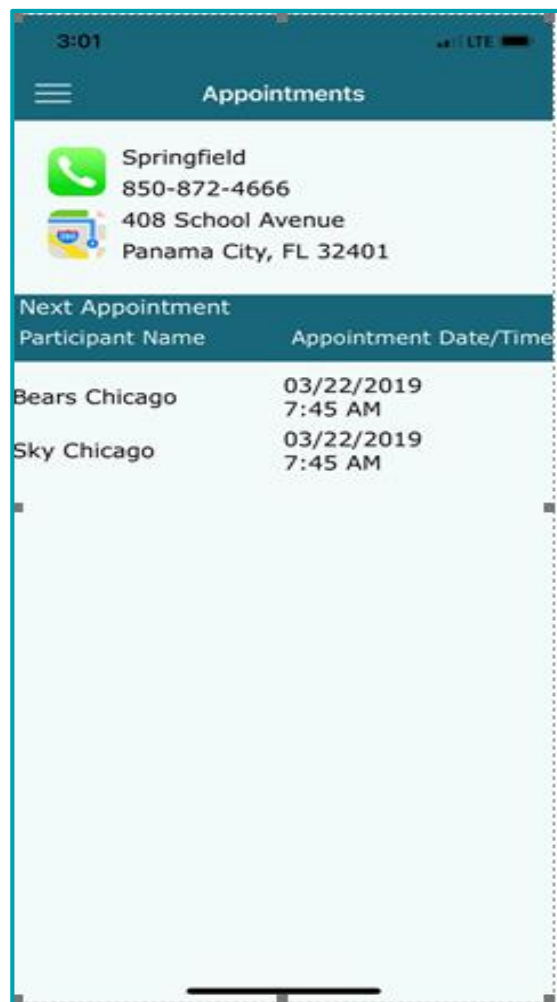 3:01 LTE
Appointments
Springfield
850-872-4666
408 School Avenue
Panama City, FL 32401
Next Appointment
Participant Name Appointment Date/Time
Bears Chicago 03/22/2019
7:45 AM
Sky Chicago 03/22/2019
7:45 AM